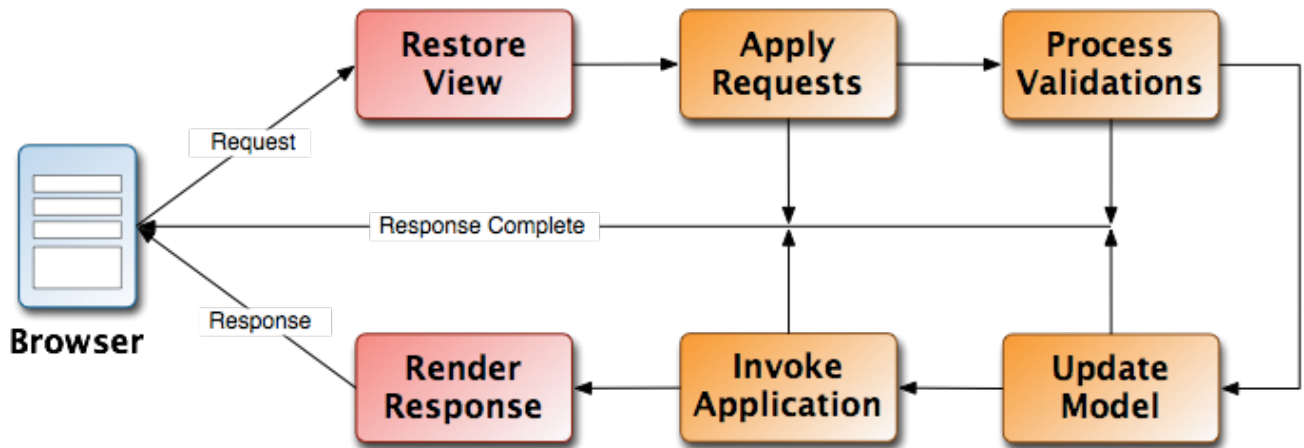 Restore
View
Apply
Requests
Process
Validations
Request
Response Complete
Response
Browser
Render
Response
Invoke
Application
Update
Model